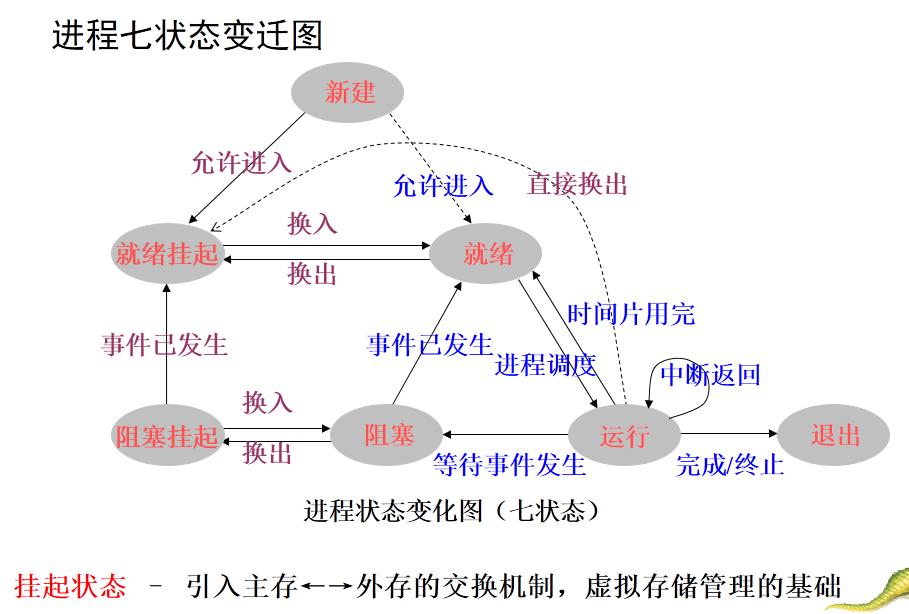 进程七状态变迁图
新建
允许进入
允许进入
直接换出
换入
就绪挂起
就绪
换出
时间片用完
事件已发生
事件已发生
进程调度
中断返回
换入
阻塞挂起
阻塞
运行
退出
换出
等待事件发生
完成/终止
进程状态变化图（七状态）
挂起状态 － 引入主存←→外存的交换机制，虚拟存储管理的基础